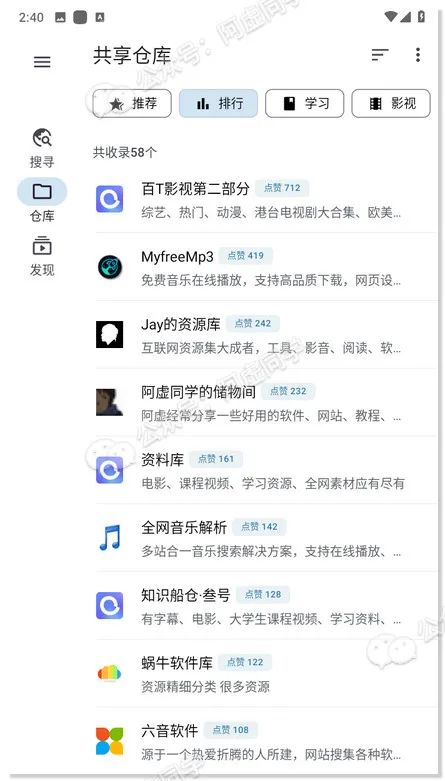 2:40
A
共享仓库
推荐
排行
学习
影视
共收录58个
搜寻
仓库
发现
百T影视第二部分 点赞 712
综艺、热门、动漫、港台电视剧大合集、欧美…
MyfreeMp3 点赞 419
免费音乐在线播放，支持高品质下载，网页设…
Jay的资源库 点赞 242
互联网资源集大成者，工具、影音、阅读、软…
阿虚同学的储物间 点赞 232
阿虚经常分享一些好用的软件、网站、教程、…
资料库 点赞 161
电影、课程视频、学习资源、全网素材应有尽有
全网音乐解析 点赞 142
多站合一音乐搜索解决方案，支持在线播放、…
知识船仓·叁号 点赞 128
有字幕、电影、大学生课程视频、学习资料、…
蜗牛软件库 点赞 122
资源精细分类 很多资源
六音软件 点赞 108
源于一个热爱折腾的人所建，网站搜集各种软…
公众号：阿虚同学
公众号：阿虚同学